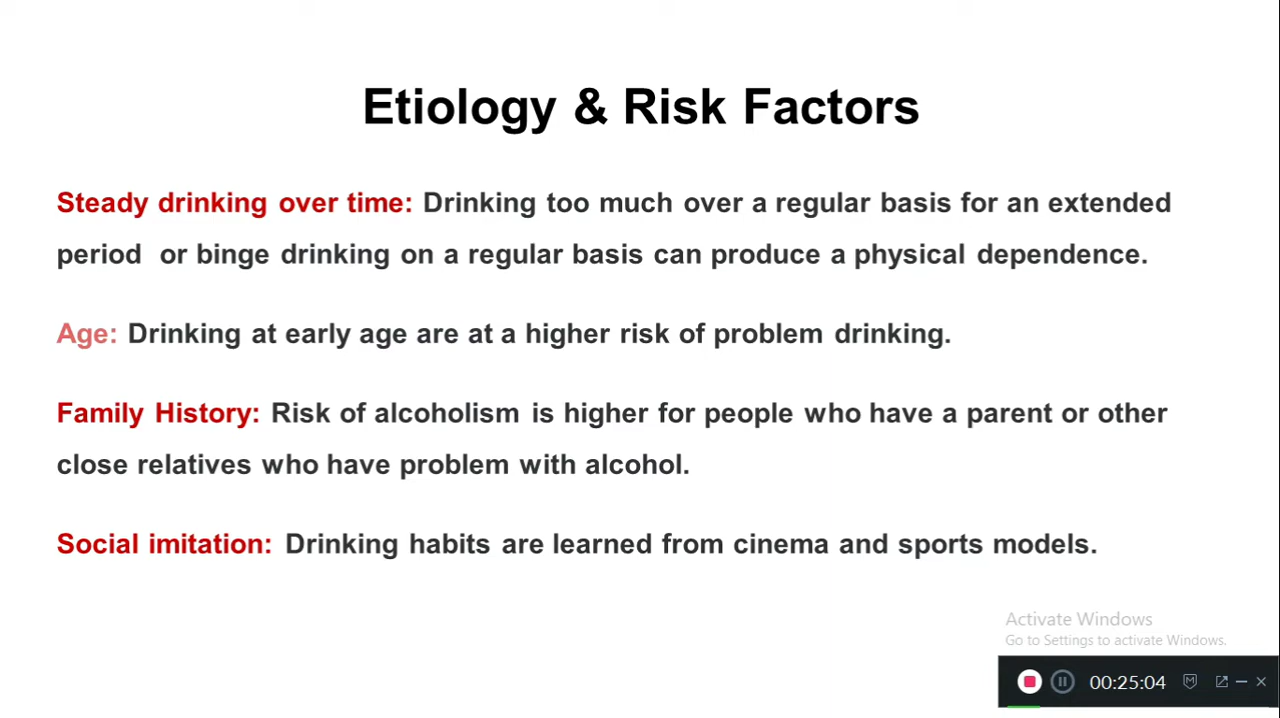 Etiology & Risk Factors
Steady drinking over time: Drinking too much over a regular basis for an extended
period or binge drinking on a regular basis can produce a physical dependence.
Age: Drinking at early age are at a higher risk of problem drinking.
Family History: Risk of alcoholism is higher for people who have a parent or other
close relatives who have problem with alcohol.
Social imitation: Drinking habits are learned from cinema and sports models.
Activate Windows
Go to Settings to activate Windows.
00:25:04